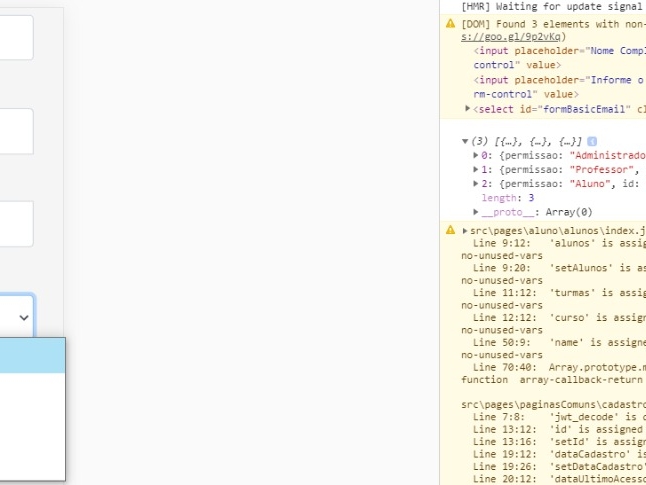 [HMR] Waiting for update signal
[DOM] Found 3 elements with non-
s://goo.gl/9p2vKq)
<input placeholder="Nome Compl
control" value>
<input placeholder="Informe o
rm-control" value>
<select id="formBasicEmail" cl
(3) [{…}, {…}, {…}] i
0: {permissao: "Administrado
1: {permissao: "Professor",
2: {permissao: "Aluno", id:
length: 3
__proto__: Array(0)
src\pages\aluno\alunos\index.j
Line 9:12: 'alunos' is assig
no-unused-vars
Line 9:20: 'setAlunos' is as
no-unused-vars
Line 11:12: 'turmas' is assig
no-unused-vars
Line 12:12: 'curso' is assign
no-unused-vars
Line 50:9: 'name' is assigne
no-unused-vars
Line 70:40: Array.prototype.m
function array-callback-return
src\pages\paginasComuns\cadastro
Line 7:8: 'jwt_decode' is d
Line 13:12: 'id' is assigned
Line 13:16: 'setId' is assign
Line 19:12: 'dataCadastro' is
Line 19:26: 'setDataCadastro'
Line 20:12: 'dataUltimoAcesso